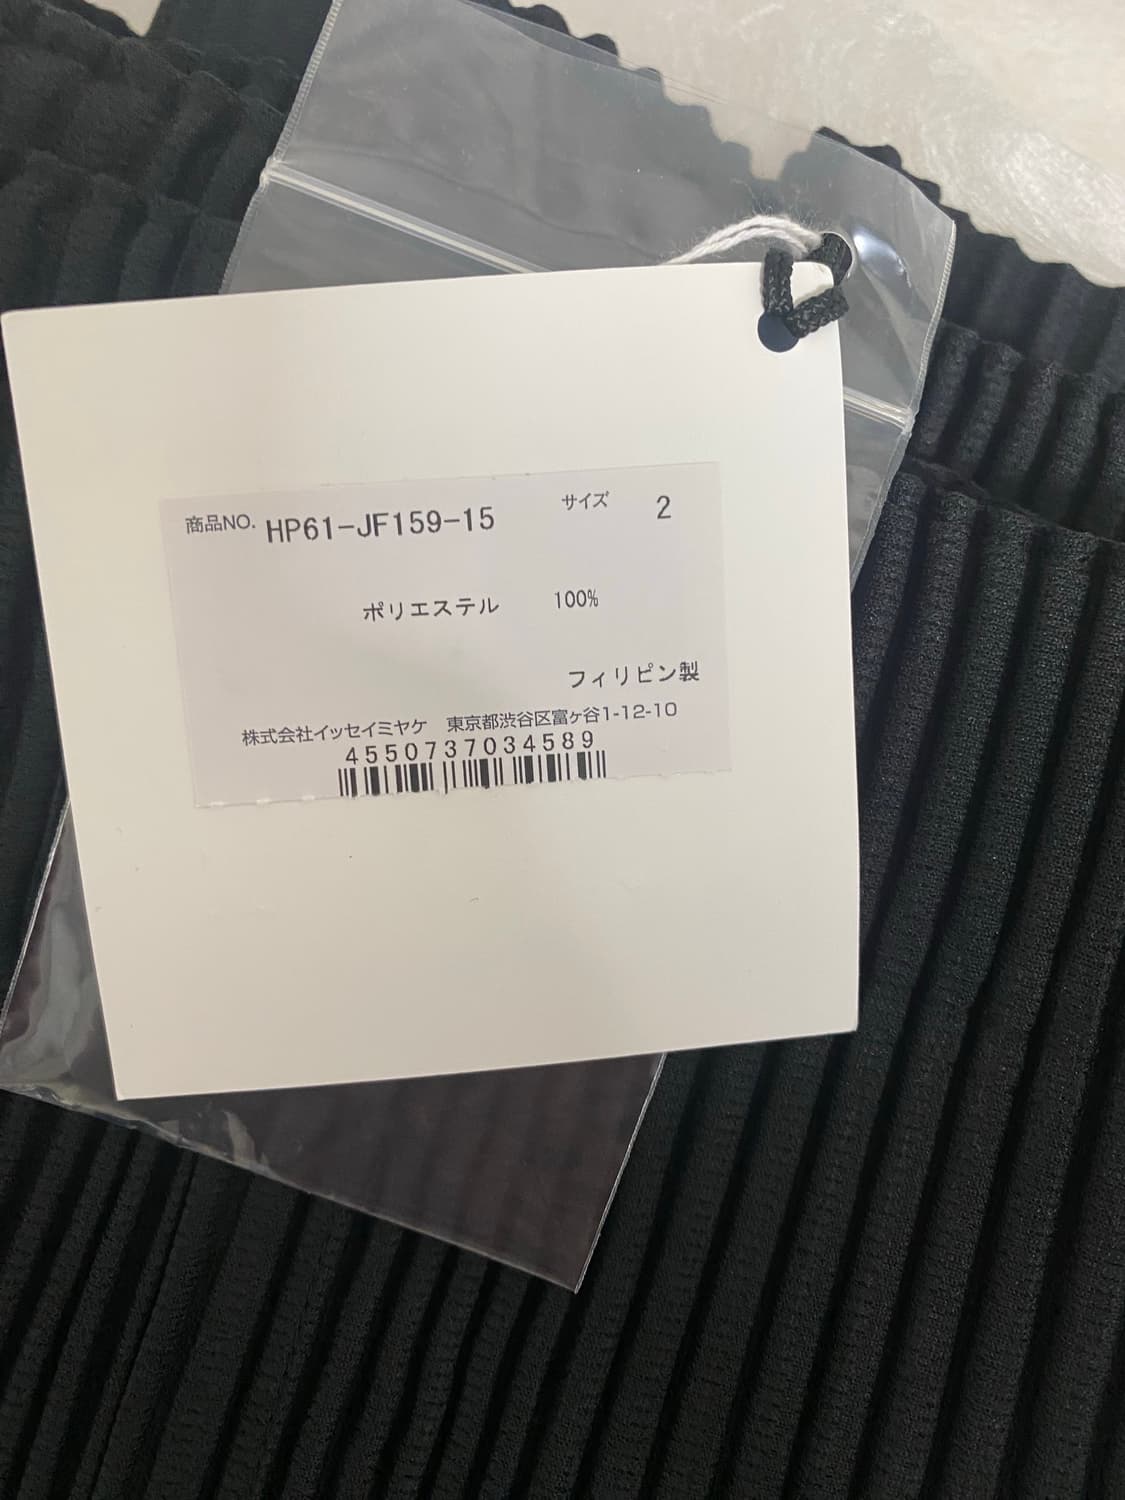 商品NO. HP61-JF159-15 サイズ 2
ポリエステル 100%
フィリピン製
株式会社イッセイミヤケ 東京都渋谷区富ヶ谷1-12-10
4550737034589